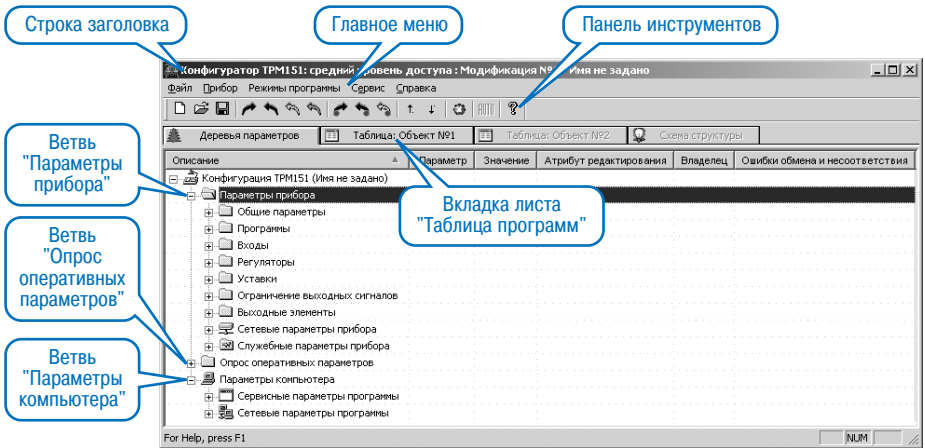 Строка заголовка
Главное меню
Панель инструментов
Конфигуратор ТРМ151: средний уровень доступа : Модификация Имя не задано
Файл Прибор Режимы программы Сервис Справка
AUTO
Деревья параметров Таблица: Объект №1 Таблица: Объект №2 Схема структуры
Описание Параметр Значение Атрибут редактирования Владелец Ошибки обмена и несоответствия
Ветвь
"Параметры
прибора"
Конфигурация ТРМ151 (Имя не задано)
Параметры прибора
Общие параметры
Программы
Входы
Регуляторы
Уставки
Ограничение выходных сигналов
Выходные элементы
Сетевые параметры прибора
Служебные параметры прибора
Опрос оперативных параметров
Параметры компьютера
Сервисные параметры программы
Сетевые параметры программы
Вкладка листа
"Таблица программ"
Ветвь
"Опрос
оперативных
параметров"
Ветвь
"Параметры
компьютера"
For Help, press F1
NUM